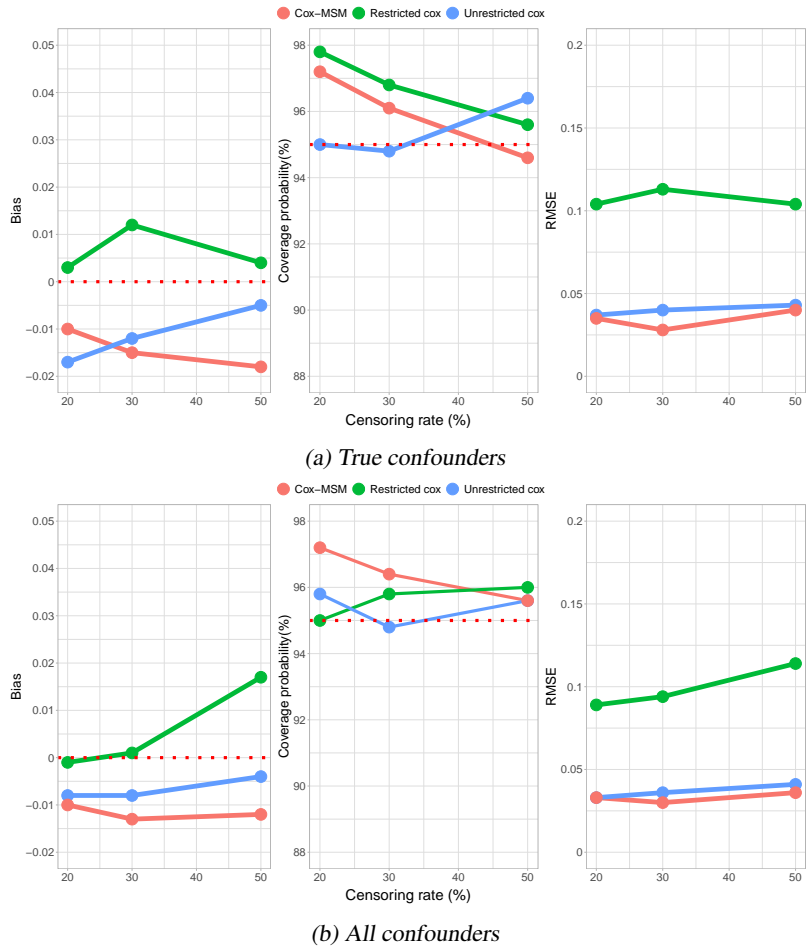 Cox−MSM Restricted cox Unrestricted cox
0.05
0.04
0.03
0.02
0.01
0
−0.01
−0.02
Bias
20 30 40 50
98
96
94
92
90
88
Coverage probability(%)
20 30 40 50
Censoring rate (%)
0.2
0.15
0.1
0.05
0
RMSE
20 30 40 50
(a) True confounders
Cox−MSM Restricted cox Unrestricted cox
0.05
0.04
0.03
0.02
0.01
0
−0.01
−0.02
Bias
20 30 40 50
98
96
94
92
90
88
Coverage probability(%)
20 30 40 50
Censoring rate (%)
0.2
0.15
0.1
0.05
0
RMSE
20 30 40 50
(b) All confounders